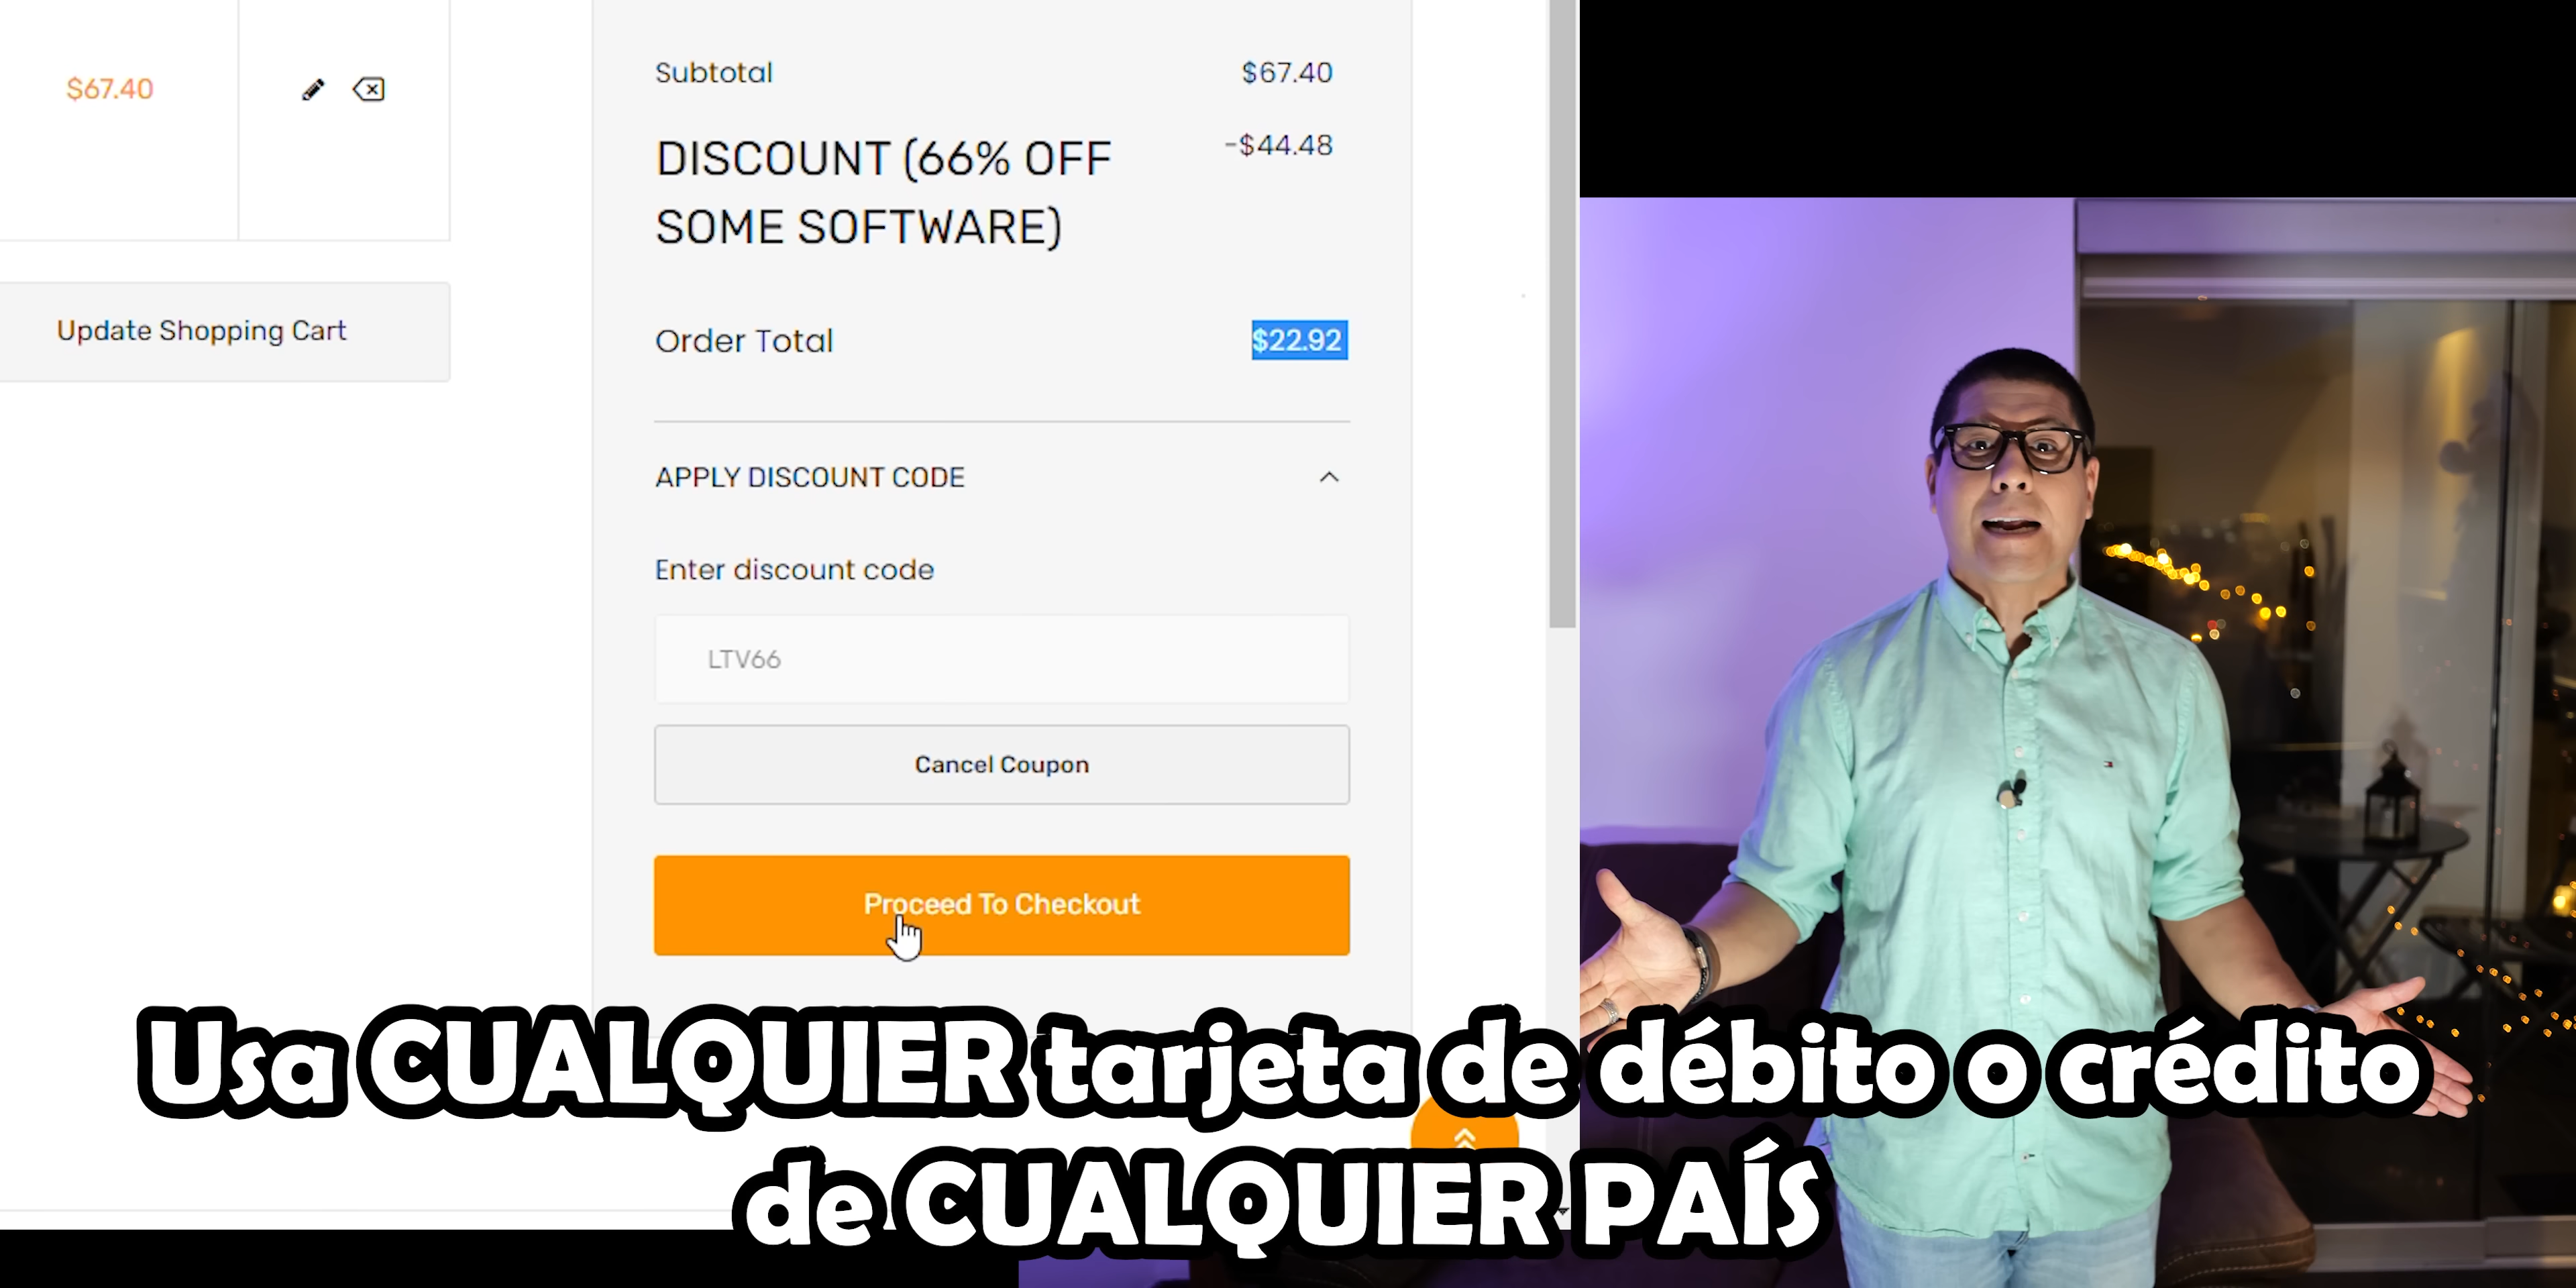 $67.40
Update Shopping Cart
Subtotal $67.40
DISCOUNT (66% OFF -$44.48
SOME SOFTWARE)
Order Total $22.92
APPLY DISCOUNT CODE
Enter discount code
LTV66
Cancel Coupon
Proceed To Checkout
Usa CUALQUIER tarjeta de débito o crédito
de CUALQUIER PAÍS